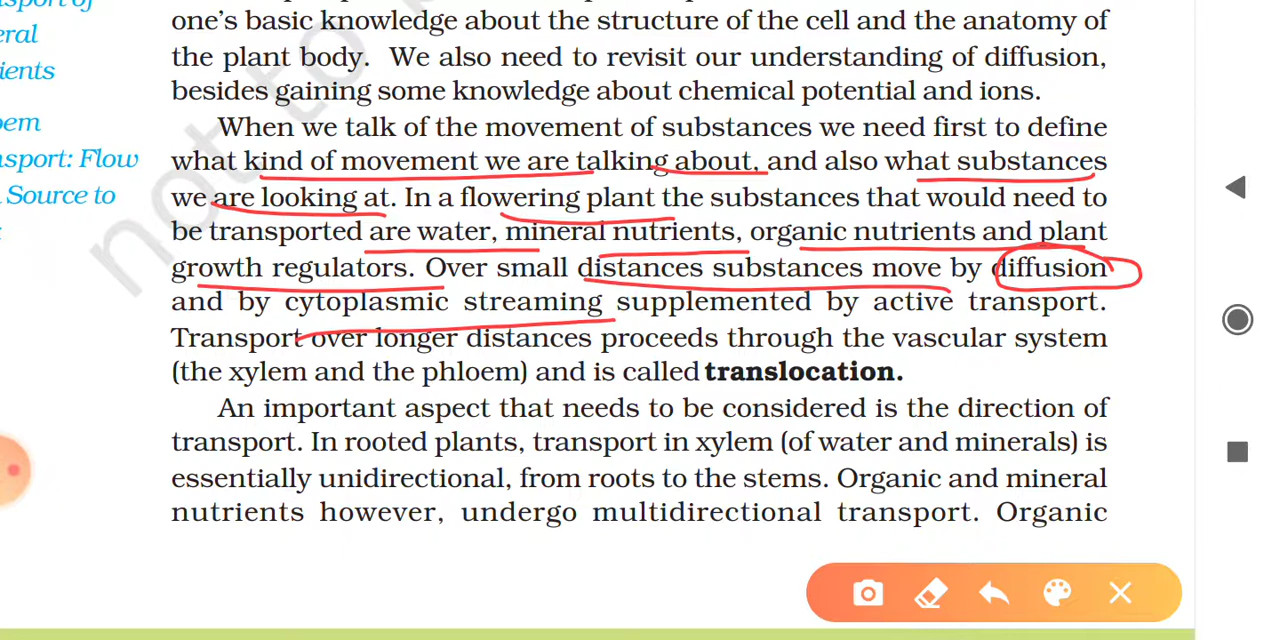 one's basic knowledge about the structure of the cell and the anatomy of
the plant body. We also need to revisit our understanding of diffusion,
besides gaining some knowledge about chemical potential and ions.
When we talk of the movement of substances we need first to define
what kind of movement we are talking about, and also what substances
we are looking at. In a flowering plant the substances that would need to
be transported are water, mineral nutrients, organic nutrients and plant
growth regulators. Over small distances substances move by diffusion
and by cytoplasmic streaming supplemented by active transport.
Transport over longer distances proceeds through the vascular system
(the xylem and the phloem) and is called translocation.
An important aspect that needs to be considered is the direction of
transport. In rooted plants, transport in xylem (of water and minerals) is
essentially unidirectional, from roots to the stems. Organic and mineral
nutrients however, undergo multidirectional transport. Organic
not to
Flow
Source to